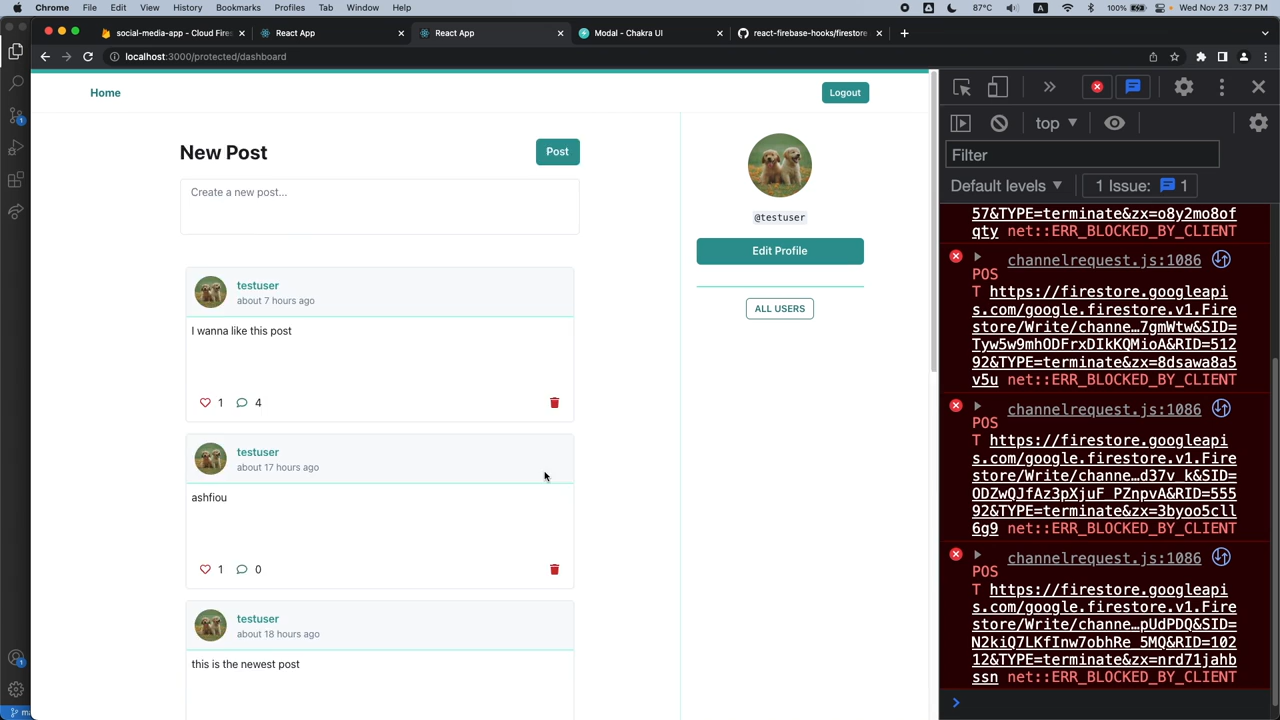 Chrome File Edit View History Bookmarks Profiles Tab Window Help 87°C A 100% Wed Nov 23 7:37 PM
social-media-app - Cloud Fires React App React App Modal - Chakra UI react-firebase-hooks/firestore
localhost:3000/protected/dashboard
Home Logout
New Post Post
Create a new post...
testuser
about 7 hours ago
I wanna like this post
1 4
testuser
about 17 hours ago
ashfiou
1 0
testuser
about 18 hours ago
this is the newest post
@testuser
Edit Profile
ALL USERS
top
Filter
Default levels 1 Issue: 1
57&TYPE=terminate&zx=o8y2mo8of
qty net::ERR_BLOCKED_BY_CLIENT
channelrequest.js:1086
POS
T https://firestore.googleapi
s.com/google.firestore.v1.Fire
store/Write/channe…7gmWtw&SID=
Tyw5w9mhODFrxDIkKQMioA&RID=512
92&TYPE=terminate&zx=8dsawa8a5
v5u net::ERR_BLOCKED_BY_CLIENT
channelrequest.js:1086
POS
T https://firestore.googleapi
s.com/google.firestore.v1.Fire
store/Write/channe…d37v_k&SID=
ODZwQJfAz3pXjuF_PZnpvA&RID=555
92&TYPE=terminate&zx=3byoo5cll
6g9 net::ERR_BLOCKED_BY_CLIENT
channelrequest.js:1086
POS
T https://firestore.googleapi
s.com/google.firestore.v1.Fire
store/Write/channe…pUdPDQ&SID=
N2kiQ7LKfInw7obhRe_5MQ&RID=102
12&TYPE=terminate&zx=nrd71jahb
ssn net::ERR_BLOCKED_BY_CLIENT
1
1